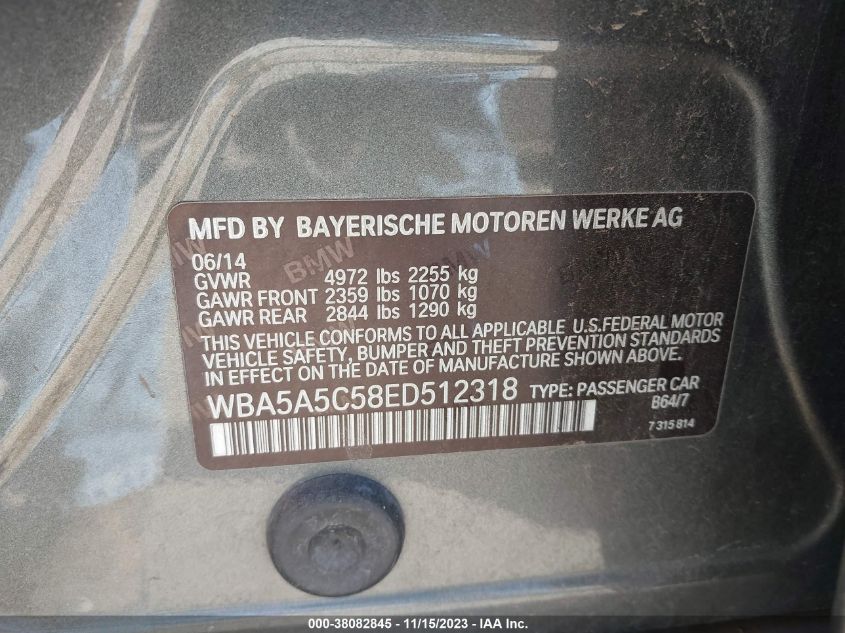 MFD BY BAYERISCHE MOTOREN WERKE AG
06/14
GVWR 4972 lbs 2255 kg
GAWR FRONT 2359 lbs 1070 kg
GAWR REAR 2844 lbs 1290 kg
THIS VEHICLE CONFORMS TO ALL APPLICABLE U.S.FEDERAL MOTOR
VEHICLE SAFETY, BUMPER AND THEFT PREVENTION STANDARDS
IN EFFECT ON THE DATE OF MANUFACTURE SHOWN ABOVE.
WBA5A5C58ED512318 TYPE: PASSENGER CAR
B64/7
7 315 814
000-38082845 - 11/15/2023 - © IAA Inc.